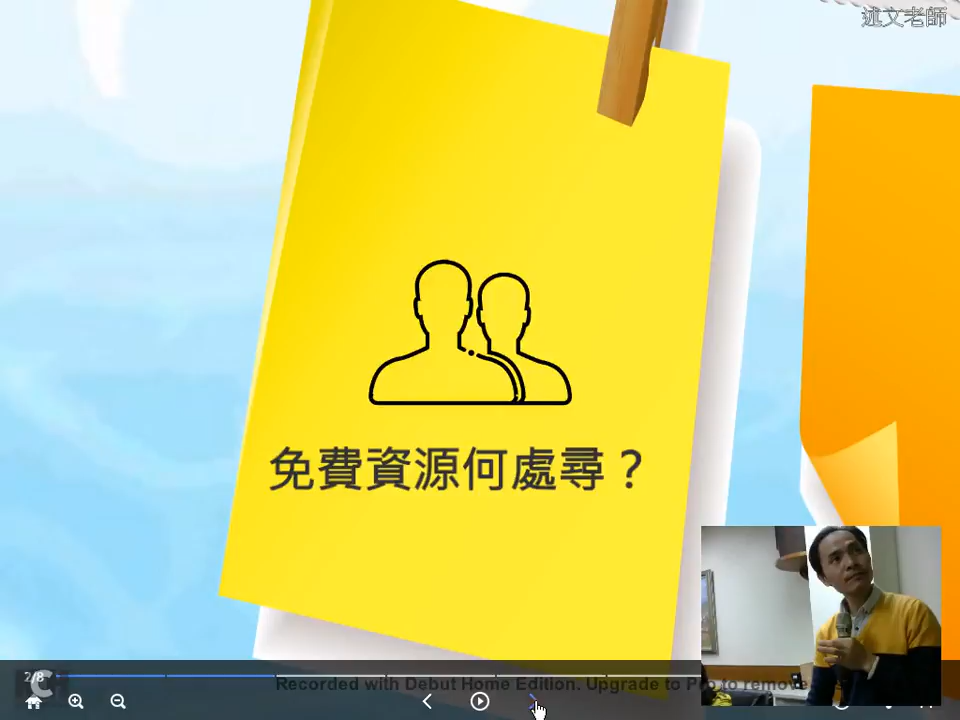 述文老師
免費資源何處尋？
2/8
Recorded with Debut Home Edition. Upgrade to Pro to remove